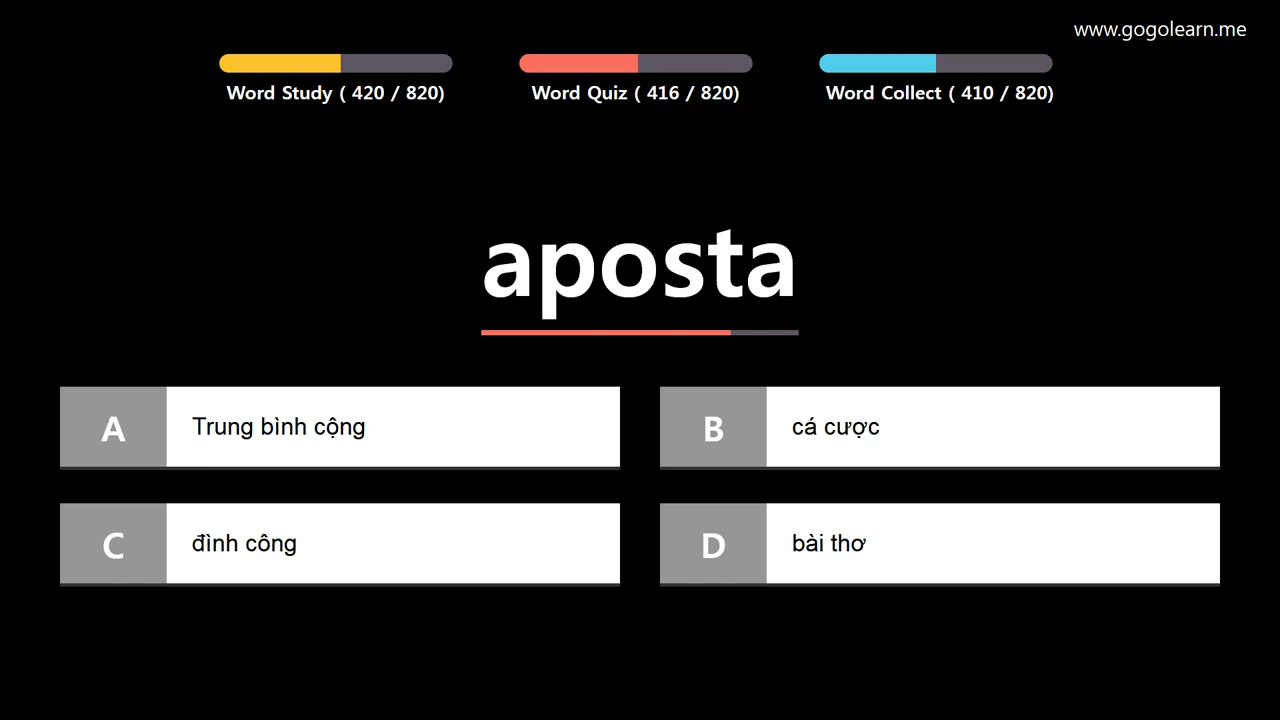 www.gogolearn.me
Word Study ( 420 / 820)
Word Quiz ( 416 / 820)
Word Collect ( 410 / 820)
aposta
A
Trung bình cộng
B
cá cược
C
đình công
D
bài thơ